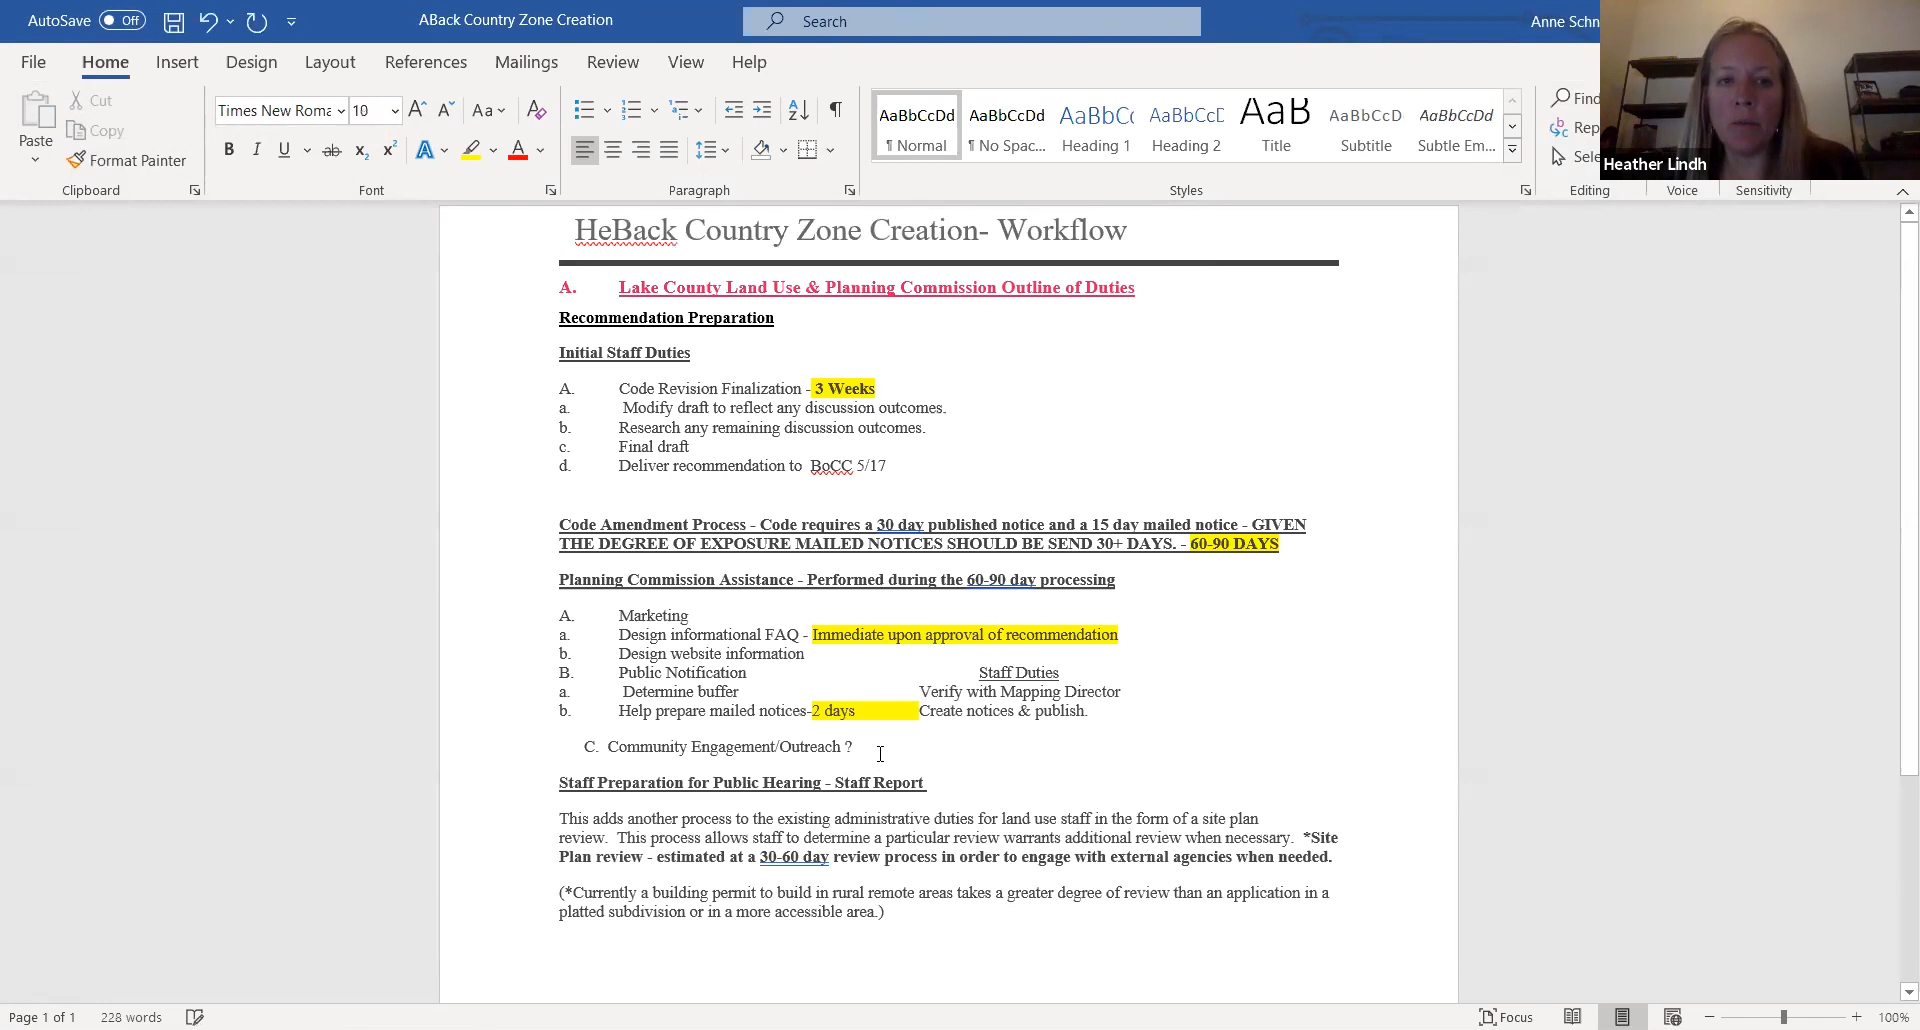 AutoSave Off ABack Country Zone Creation Search Anne Schn
File Home Insert Design Layout References Mailings Review View Help
Paste Cut Copy Format Painter
Times New Roma 10
AaBbCcDd AaBbCcDd AaBbC AaBbCcD AaB AaBbCcD AaBbCcDd
¶ Normal ¶ No Spac... Heading 1 Heading 2 Title Subtitle Subtle Em...
Find
Rep
Sele
Heather Lindh
Clipboard Font Paragraph Styles Editing Voice Sensitivity
HeBack Country Zone Creation- Workflow
A. Lake County Land Use & Planning Commission Outline of Duties
Recommendation Preparation
Initial Staff Duties
A. Code Revision Finalization - 3 Weeks
a. Modify draft to reflect any discussion outcomes.
b. Research any remaining discussion outcomes.
c. Final draft
d. Deliver recommendation to BoCC 5/17
Code Amendment Process - Code requires a 30 day published notice and a 15 day mailed notice - GIVEN
THE DEGREE OF EXPOSURE MAILED NOTICES SHOULD BE SEND 30+ DAYS. - 60-90 DAYS
Planning Commission Assistance - Performed during the 60-90 day processing
A. Marketing
a. Design informational FAQ - Immediate upon approval of recommendation
b. Design website information
B. Public Notification Staff Duties
a. Determine buffer Verify with Mapping Director
b. Help prepare mailed notices-2 days Create notices & publish.
C. Community Engagement/Outreach ?
Staff Preparation for Public Hearing - Staff Report
This adds another process to the existing administrative duties for land use staff in the form of a site plan
review. This process allows staff to determine a particular review warrants additional review when necessary. *Site
Plan review - estimated at a 30-60 day review process in order to engage with external agencies when needed.
(*Currently a building permit to build in rural remote areas takes a greater degree of review than an application in a
platted subdivision or in a more accessible area.)
Page 1 of 1 228 words Focus 100%